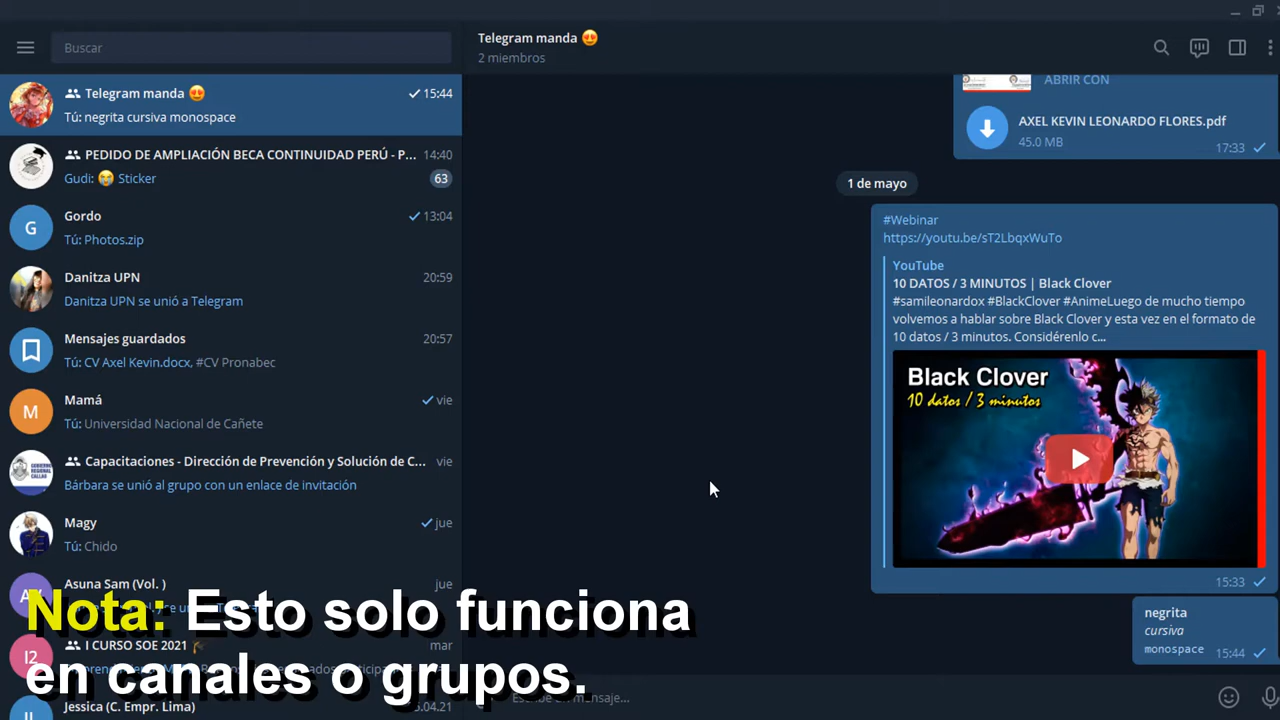 Buscar
Telegram manda 😍
15:44
Tú: negrita cursiva monospace
PEDIDO DE AMPLIACIÓN BECA CONTINUIDAD PERÚ - P...
14:40
Gudi: 😭 Sticker
63
G
Gordo
13:04
Tú: Photos.zip
Danitza UPN
20:59
Danitza UPN se unió a Telegram
Mensajes guardados
20:57
Tú: CV Axel Kevin.docx, #CV Pronabec
M
Mamá
vie
Tú: Universidad Nacional de Cañete
Capacitaciones - Dirección de Prevención y Solución de C...
vie
Bárbara se unió al grupo con un enlace de invitación
Magy
jue
Tú: Chido
Asuna Sam (Vol. )
jue
I2
I CURSO SOE 2021 🎓
mar
Jessica (C. Empr. Lima)
5.04.21
Telegram manda 😍
2 miembros
ABRIR CON
AXEL KEVIN LEONARDO FLORES.pdf
45.0 MB
17:33
1 de mayo
#Webinar
https://youtu.be/sT2LbqxWuTo
YouTube
10 DATOS / 3 MINUTOS | Black Clover
#samileonardox #BlackClover #AnimeLuego de mucho tiempo
volvemos a hablar sobre Black Clover y esta vez en el formato de
10 datos / 3 minutos. Considérenlo c...
Black Clover
10 datos / 3 minutos
15:33
negrita
cursiva
monospace
15:44
Escribe un mensaje...
Nota: Esto solo funciona
en canales o grupos.